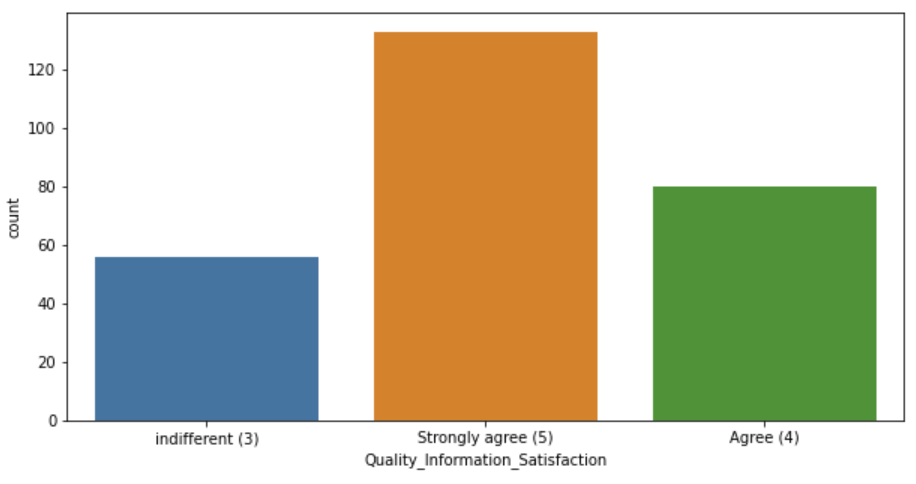 120
100
80
60
40
20
0
count
indifferent (3) Strongly agree (5) Agree (4)
Quality_Information_Satisfaction